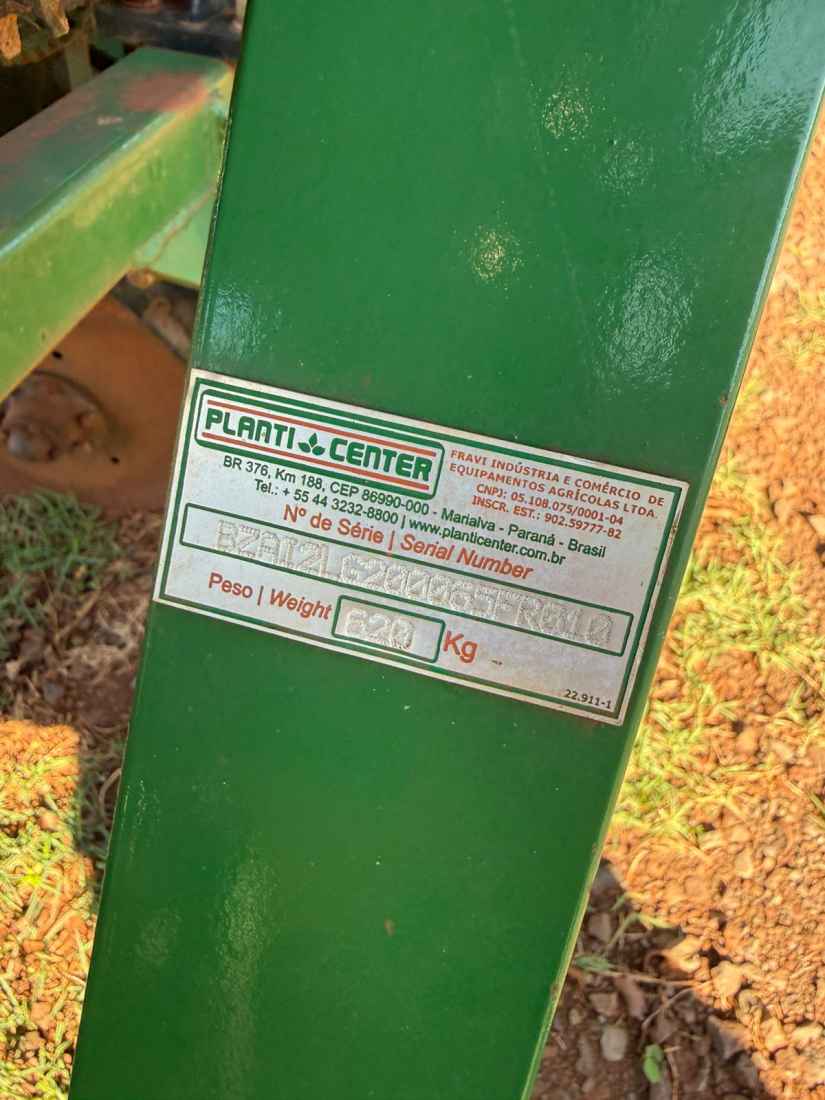 PLANTI CENTER
FRAVI INDÚSTRIA E COMÉRCIO DE
EQUIPAMENTOS AGRÍCOLAS LTDA.
CNPJ: 05.108.075/0001-04
INSCR. EST.: 902.59777-82
BR 376, Km 188, CEP 86990-000 - Marialva - Paraná - Brasil
Tel.: + 55 44 3232-8800 | www.planticenter.com.br
Nº de Série | Serial Number
Peso | Weight 620 Kg
22.911-1